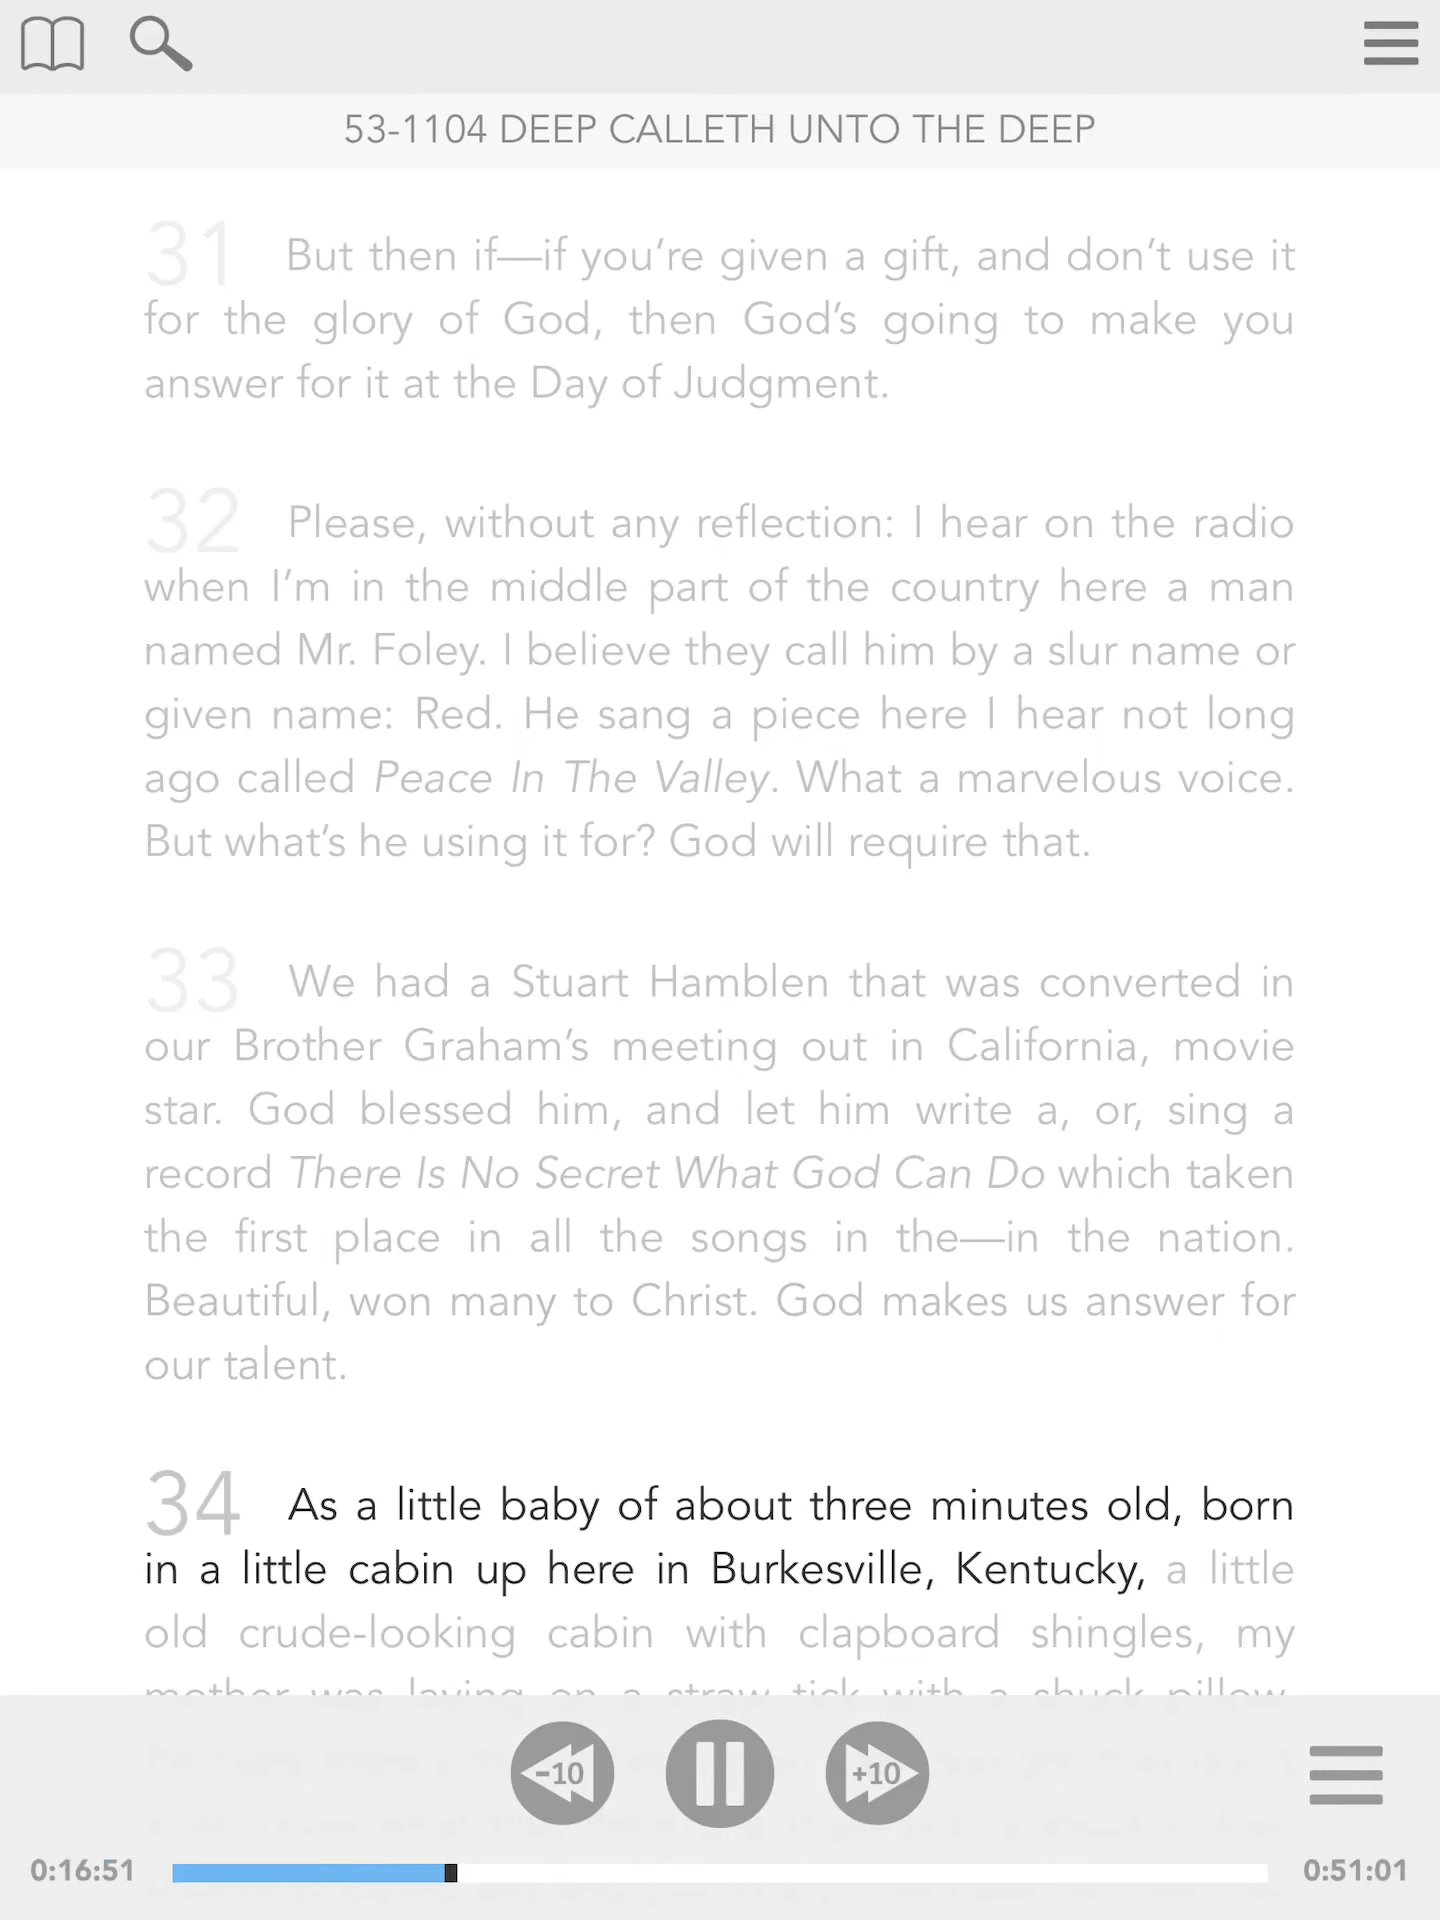 53-1104 DEEP CALLETH UNTO THE DEEP
31 But then if—if you’re given a gift, and don’t use it
for the glory of God, then God’s going to make you
answer for it at the Day of Judgment.
32 Please, without any reflection: I hear on the radio
when I’m in the middle part of the country here a man
named Mr. Foley. I believe they call him by a slur name or
given name: Red. He sang a piece here I hear not long
ago called Peace In The Valley. What a marvelous voice.
But what’s he using it for? God will require that.
33 We had a Stuart Hamblen that was converted in
our Brother Graham’s meeting out in California, movie
star. God blessed him, and let him write a, or, sing a
record There Is No Secret What God Can Do which taken
the first place in all the songs in the—in the nation.
Beautiful, won many to Christ. God makes us answer for
our talent.
34 As a little baby of about three minutes old, born
in a little cabin up here in Burkesville, Kentucky, a little
old crude-looking cabin with clapboard shingles, my
mother was laying on a straw tick with a shuck pillow.
-10 +10
0:16:51 0:51:01